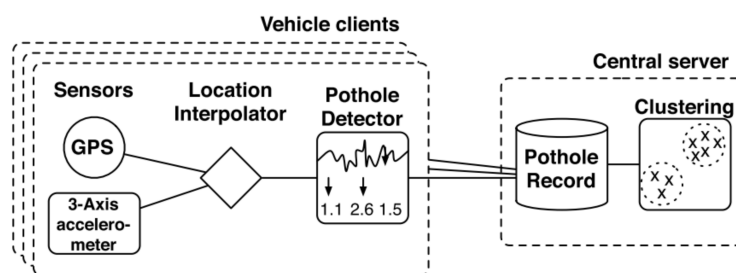 Vehicle clients
Central server
Sensors
Location
Interpolator
Pothole
Detector
Clustering
GPS
3-Axis
accelero-
meter
1.1 2.6 1.5
Pothole
Record
x
x x
x
x
x x
x